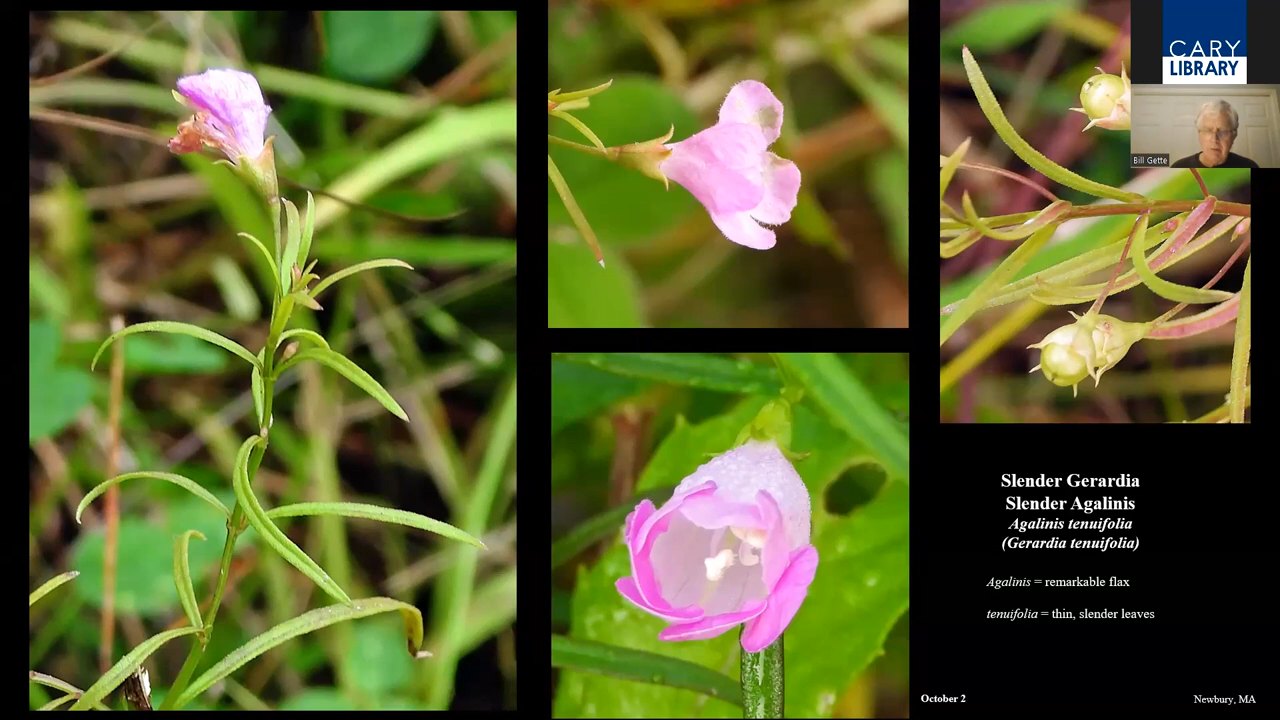 CARY
LIBRARY
Bill Gette
Slender Gerardia
Slender Agalinis
Agalinis tenuifolia
(Gerardia tenuifolia)
Agalinis = remarkable flax
tenuifolia = thin, slender leaves
October 2
Newbury, MA